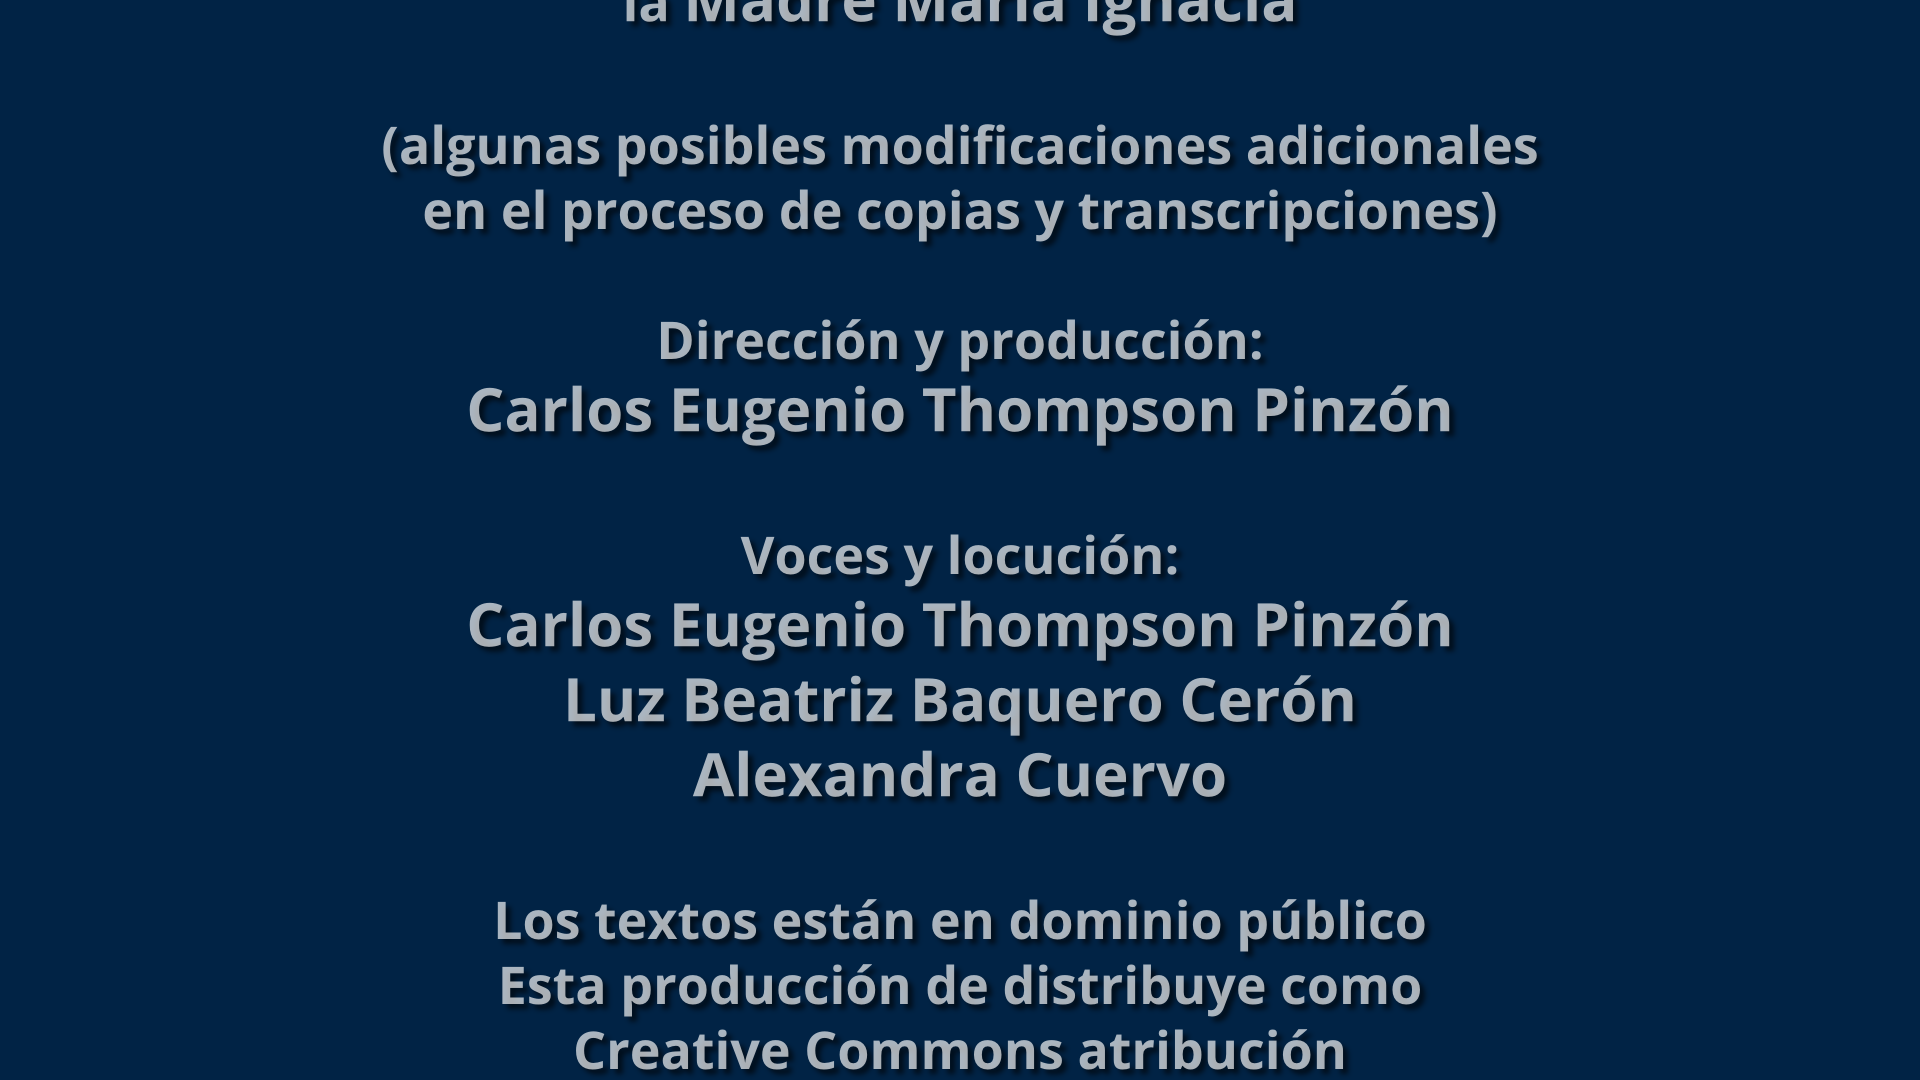 la Madre María Ignacia
(algunas posibles modificaciones adicionales
en el proceso de copias y transcripciones)
Dirección y producción:
Carlos Eugenio Thompson Pinzón
Voces y locución:
Carlos Eugenio Thompson Pinzón
Luz Beatriz Baquero Cerón
Alexandra Cuervo
Los textos están en dominio público
Esta producción de distribuye como
Creative Commons atribución